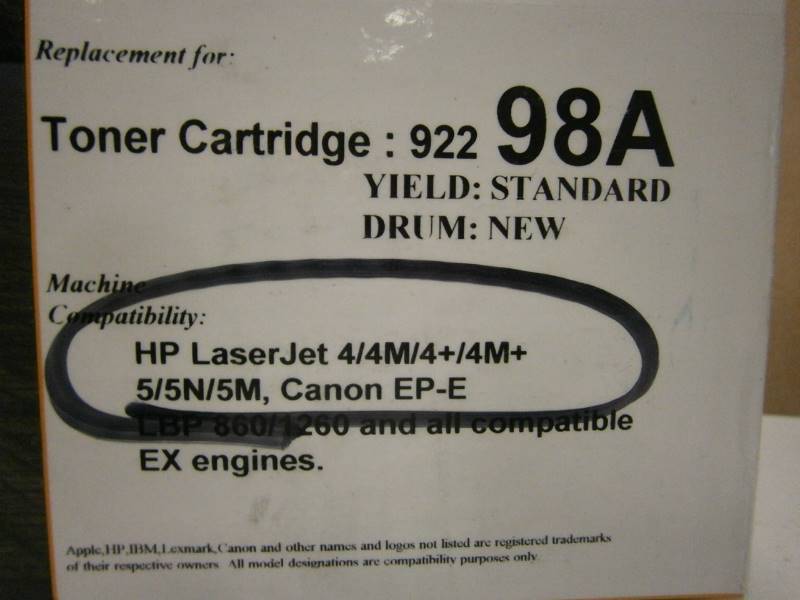 Replacement for:
Toner Cartridge : 922 98A
YIELD: STANDARD
DRUM: NEW
Machine
Compatibility:
HP LaserJet 4/4M/4+/4M+
5/5N/5M, Canon EP-E
LBP 860/1260 and all compatible
EX engines.
Apple,HP,IBM,Lexmark,Canon and other names and logos not listed are registered trademarks
of their respective owners. All model designations are compatibility purposes only.